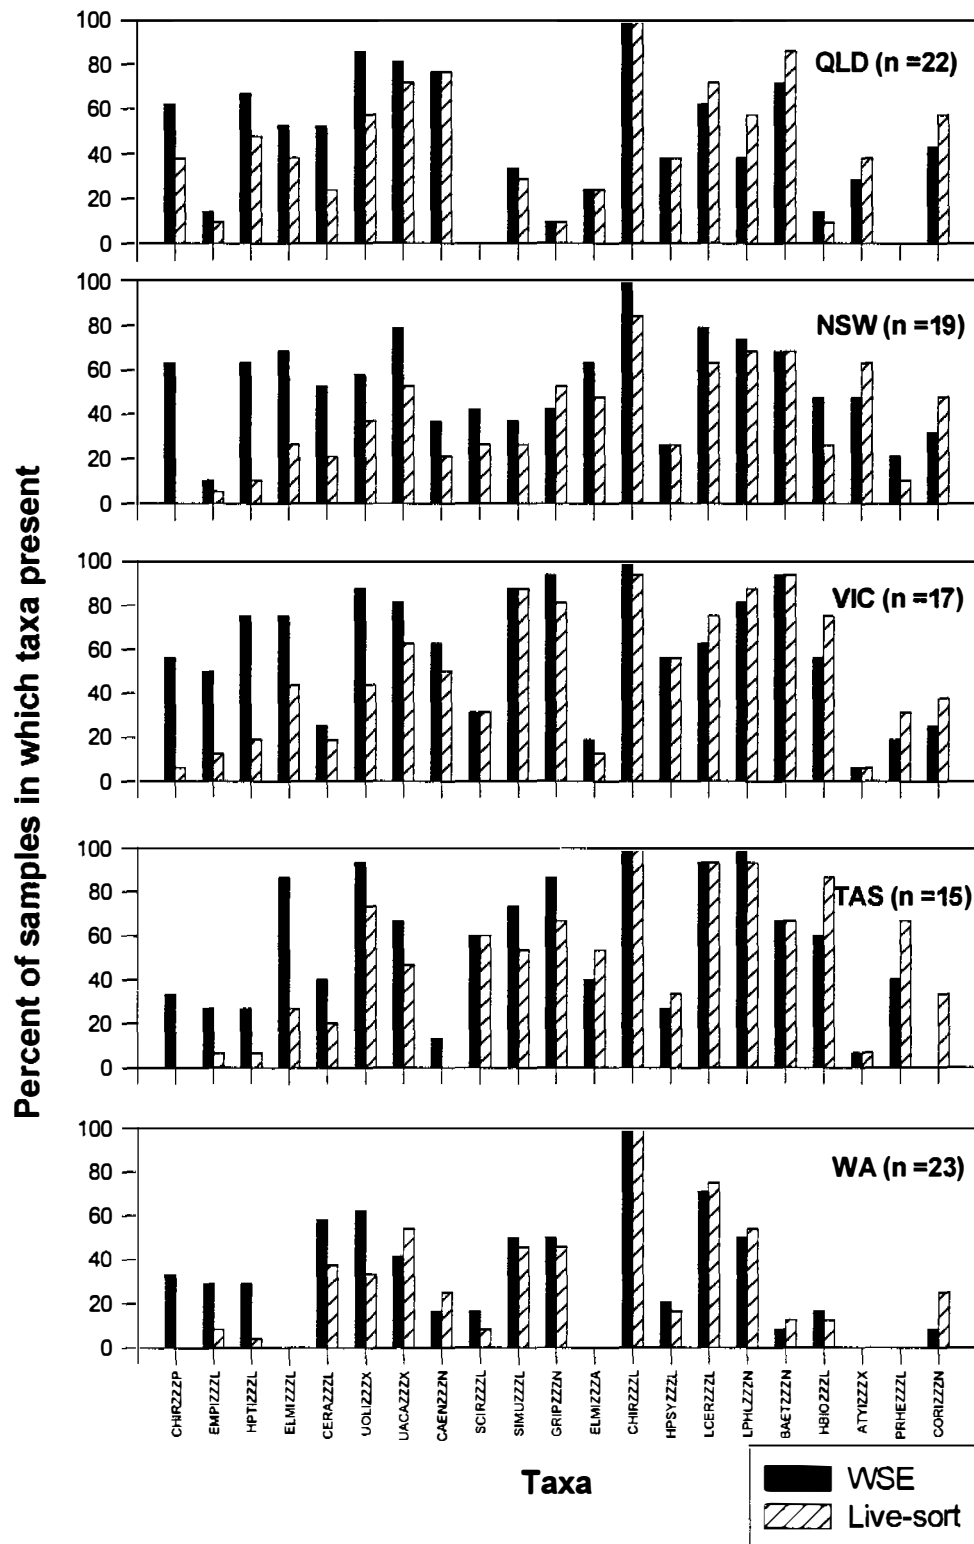 Percent of samples in which taxa present
100
80
60
40
20
0
QLD (n =22)
100
80
60
40
20
0
NSW (n =19)
100
80
60
40
20
0
VIC (n =17)
100
80
60
40
20
0
TAS (n =15)
100
80
60
40
20
0
WA (n =23)
CHIRZZZP
EMPIZZZL
HPTIZZZL
ELMIZZZL
CERAZZZL
UOLIZZZX
UACAZZZX
CAENZZZN
SCIRZZZL
SIMUZZZL
GRIPZZZN
ELMIZZZA
CHIRZZZL
HPSYZZZL
LCERZZZL
LPHLZZZN
BAETZZZN
HBIOZZZL
ATYIZZZX
PRHEZZZL
CORIZZZN
Taxa
WSE
Live-sort